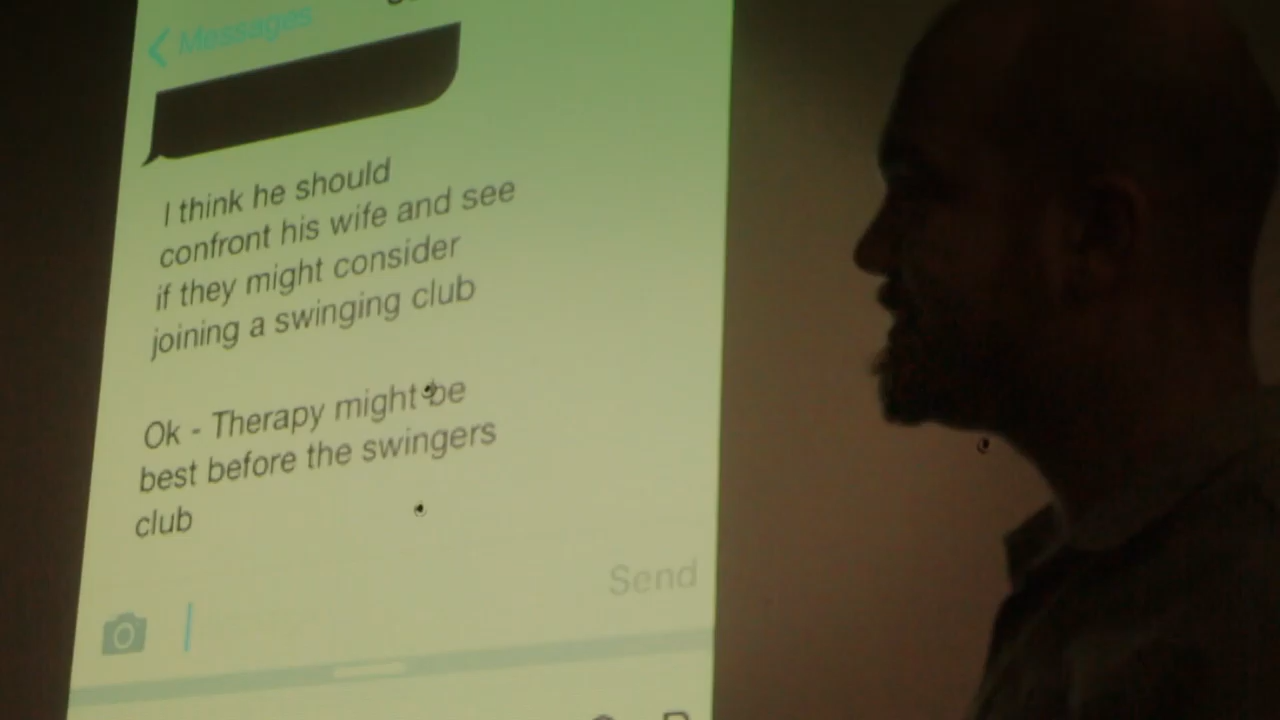 Messages
I think he should
confront his wife and see
if they might consider
joining a swinging club
Ok - Therapy might be
best before the swingers
club
Send